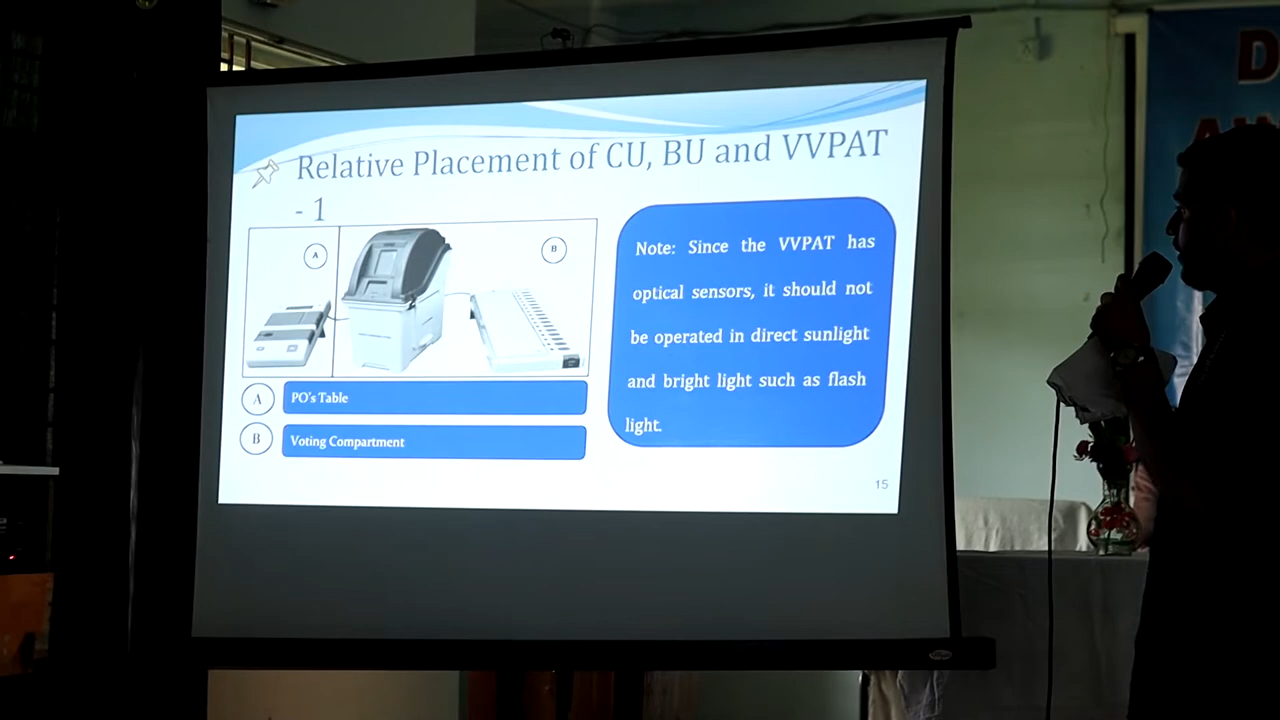 Relative Placement of CU, BU and VVPAT
- 1
A
B
Note: Since the VVPAT has
optical sensors, it should not
be operated in direct sunlight
and bright light such as flash
light.
A
PO's Table
B
Voting Compartment
15
D